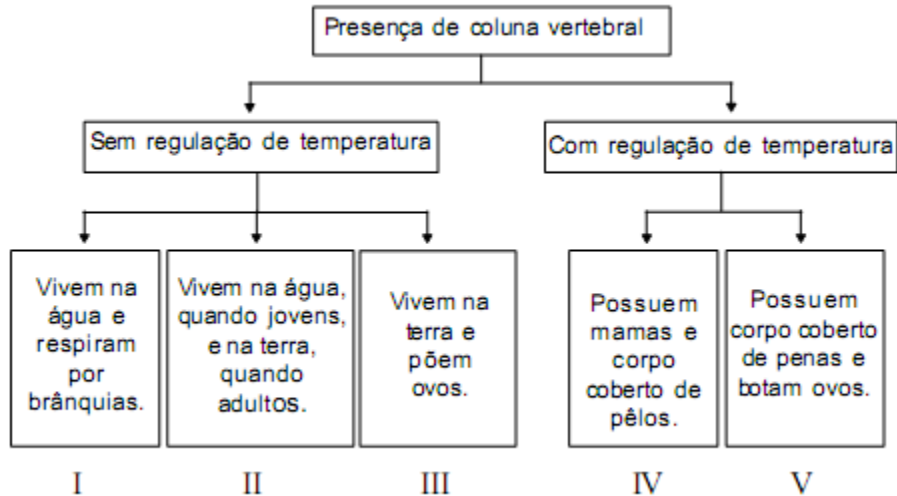 Presença de coluna vertebral
Sem regulação de temperatura
Com regulação de temperatura
Vivem na
água e
respiram
por
brânquias.
Vivem na água,
quando jovens,
e na terra,
quando
adultos.
Vivem na
terra e
põem
ovos.
Possuem
mamas e
corpo
coberto de
pêlos.
Possuem
corpo coberto
de penas e
botam ovos.
I
II
III
IV
V